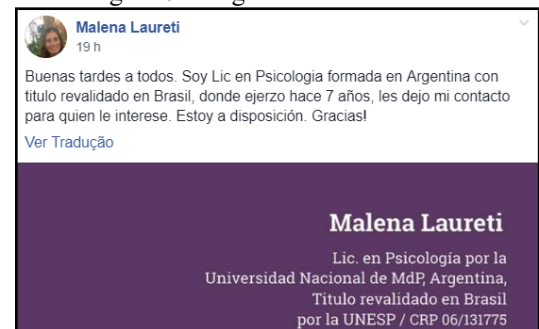 Malena Laureti
19 h
Buenas tardes a todos. Soy Lic en Psicologia formada en Argentina con
titulo revalidado en Brasil, donde ejerzo hace 7 años, les dejo mi contacto
para quien le interese. Estoy a disposición. Gracias!
Ver Tradução
Malena Laureti
Lic. en Psicología por la
Universidad Nacional de MdP, Argentina,
Titulo revalidado en Brasil
por la UNESP / CRP 06/131775